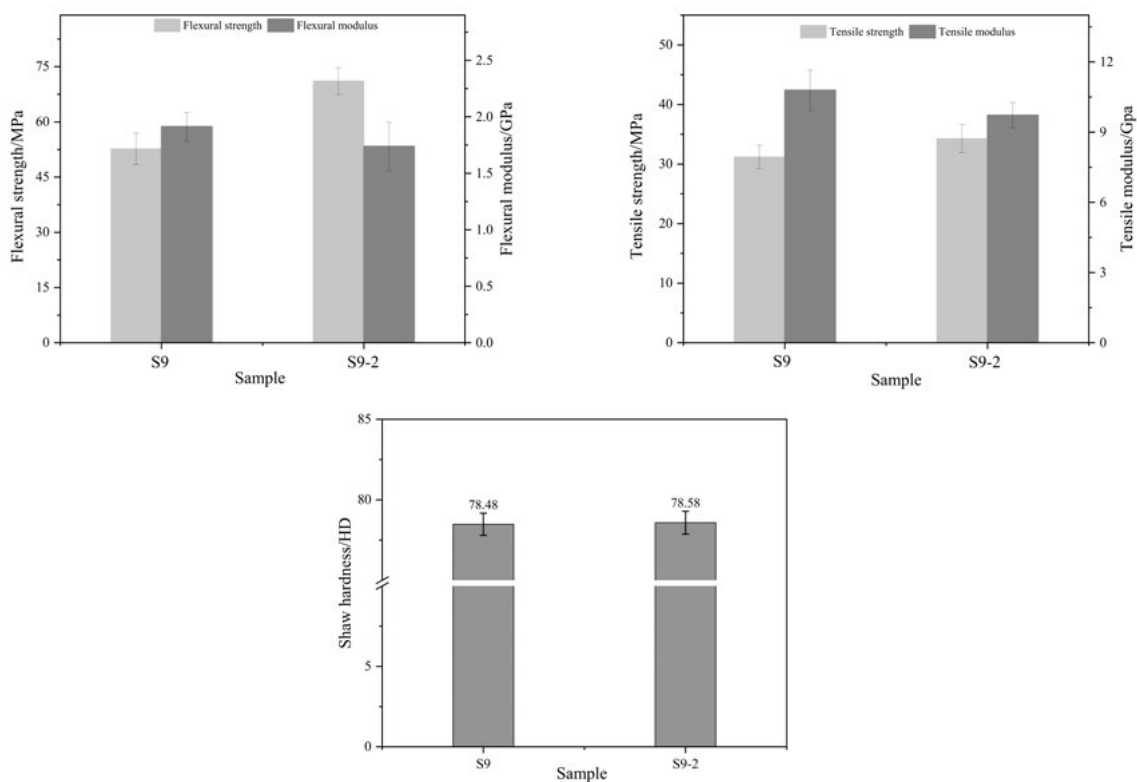 Flexural strength Flexural modulus
75
60
45
30
15
0
Flexural strength/MPa
2.5
2.0
1.5
1.0
0.5
0.0
Flexural modulus/GPa
S9 S9-2
Sample
Tensile strength Tensile modulus
50
40
30
20
10
0
Tensile strength/MPa
12
9
6
3
0
Tensile modulus/Gpa
S9 S9-2
Sample
85
80
5
0
Shaw hardness/HD
78.48 78.58
S9 S9-2
Sample